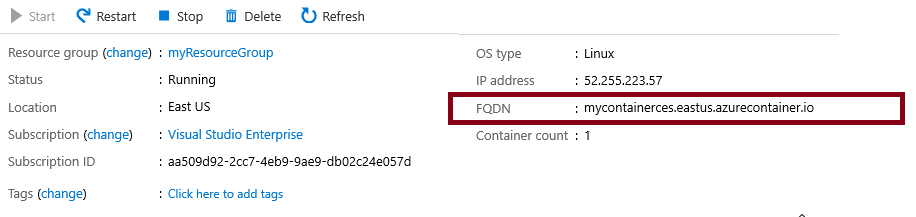 Start Restart Stop Delete Refresh
Resource group (change) : myResourceGroup
Status : Running
Location : East US
Subscription (change) : Visual Studio Enterprise
Subscription ID : aa509d92-2cc7-4eb9-9ae9-db02c24e057d
Tags (change) : Click here to add tags
OS type : Linux
IP address : 52.255.223.57
FQDN : mycontainerces.eastus.azurecontainer.io
Container count : 1